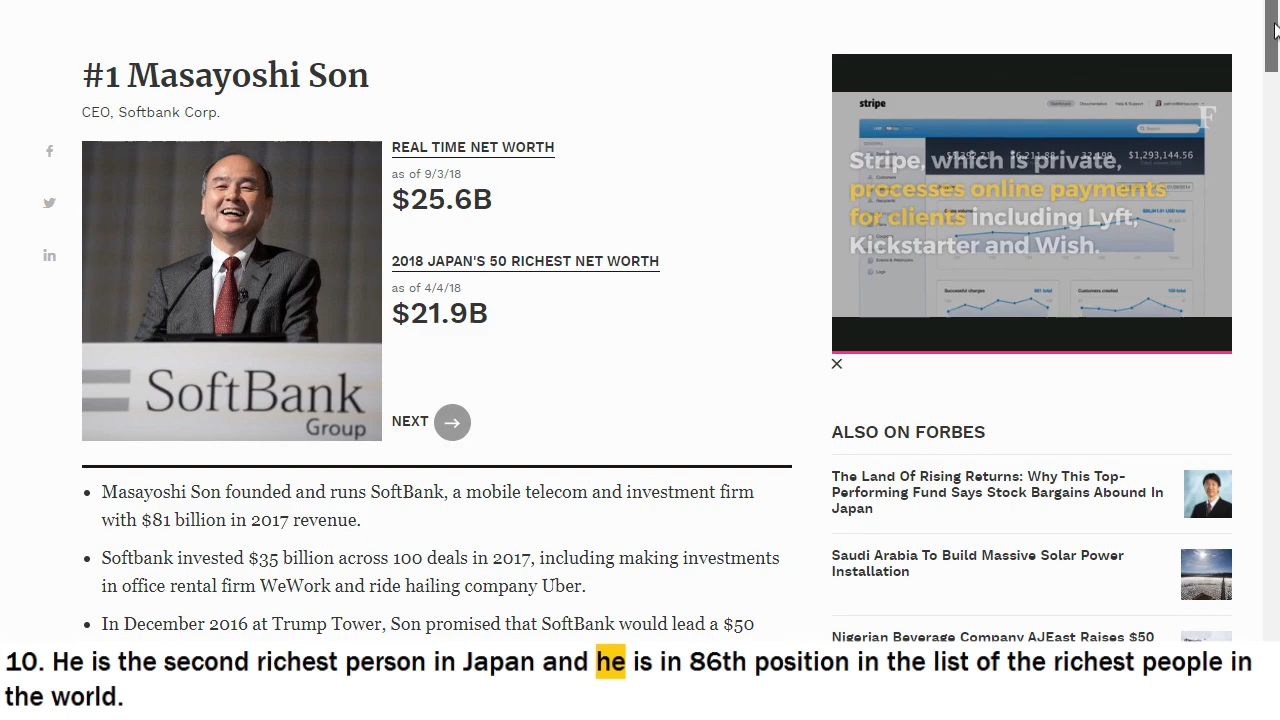 #1 Masayoshi Son
CEO, Softbank Corp.
REAL TIME NET WORTH
as of 9/3/18
$25.6B
2018 JAPAN'S 50 RICHEST NET WORTH
as of 4/4/18
$21.9B
SoftBank
Group
NEXT
Masayoshi Son founded and runs SoftBank, a mobile telecom and investment firm
with $81 billion in 2017 revenue.
Softbank invested $35 billion across 100 deals in 2017, including making investments
in office rental firm WeWork and ride hailing company Uber.
In December 2016 at Trump Tower, Son promised that SoftBank would lead a $50
stripe
Dashboard Documentation Help & Support
F
$1,293,144.56
Stripe, which is private,
processes online payments
for clients including Lyft,
Kickstarter and Wish.
Successful charges
Customers created
ALSO ON FORBES
The Land Of Rising Returns: Why This Top-
Performing Fund Says Stock Bargains Abound In
Japan
Saudi Arabia To Build Massive Solar Power
Installation
Nigerian Beverage Company AJEast Raises $50
10. He is the second richest person in Japan and he is in 86th position in the list of the richest people in
the world.